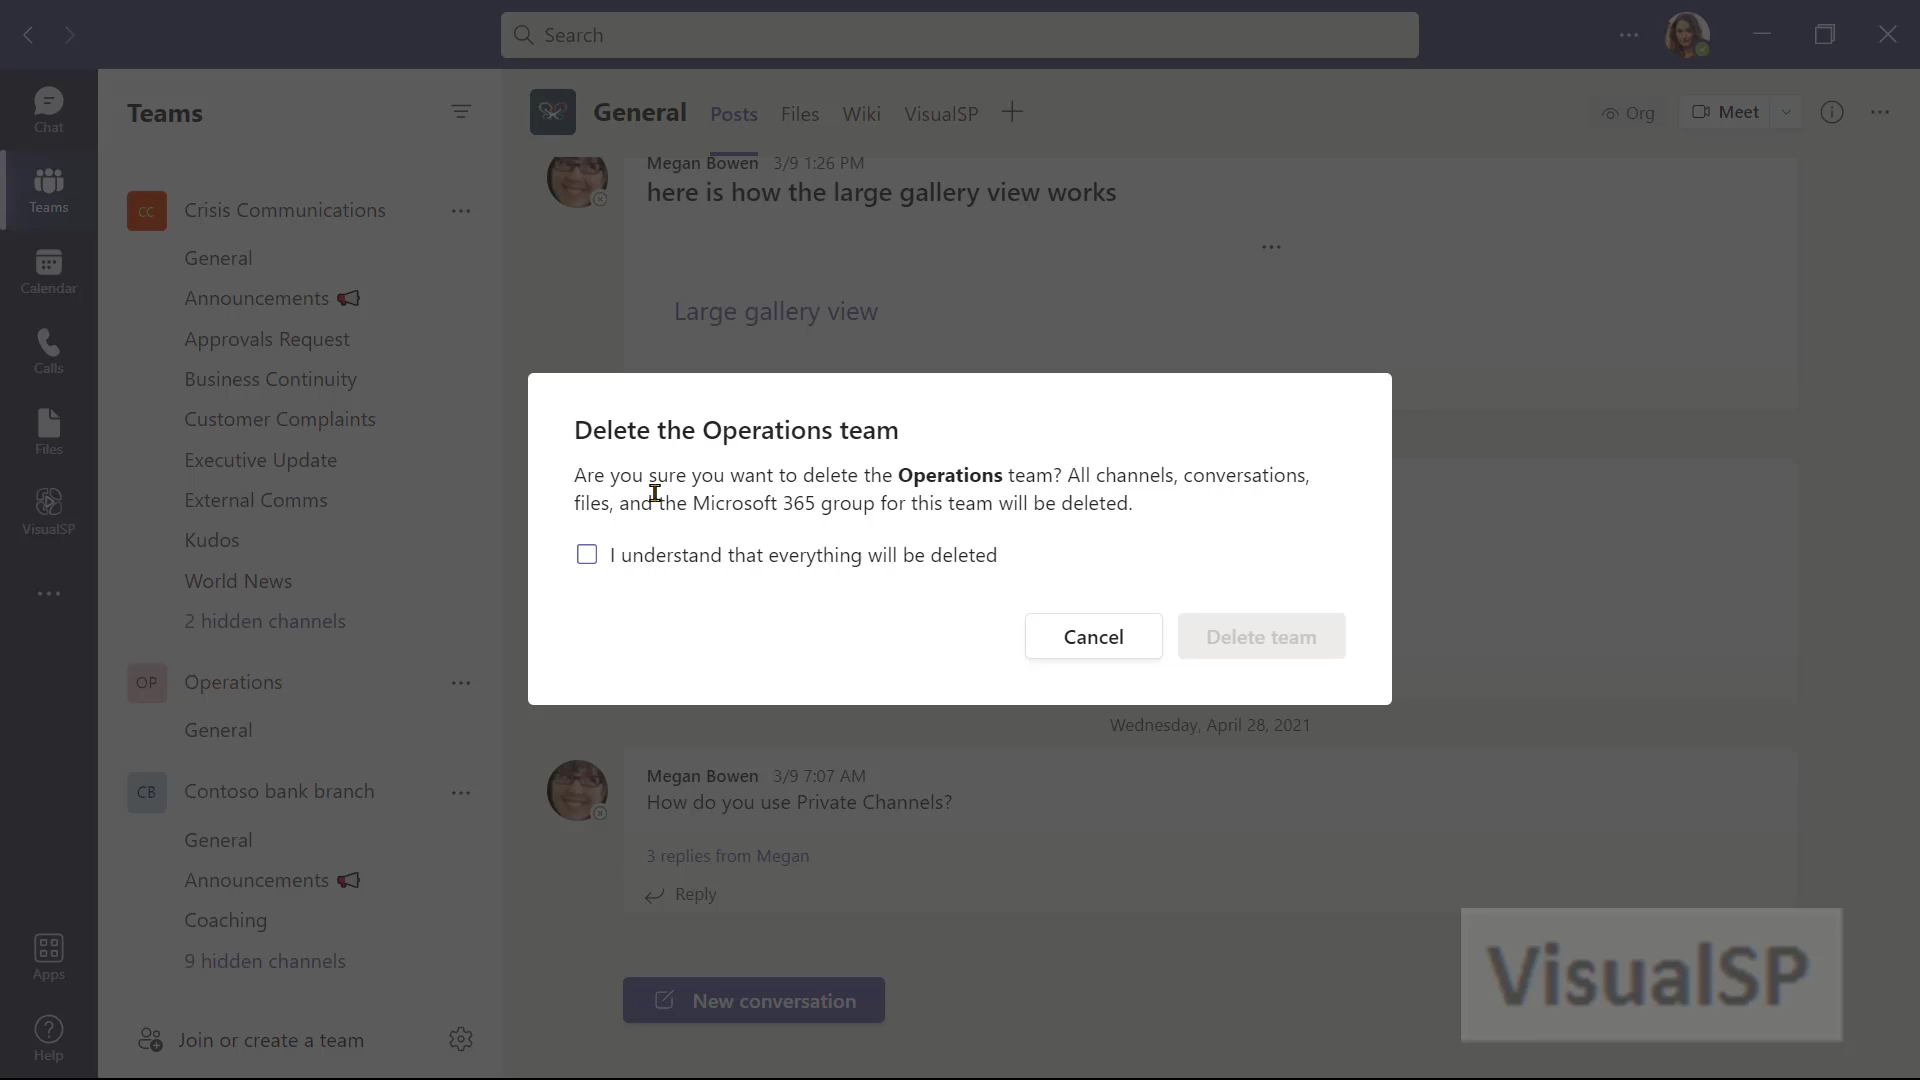 Search
Chat
Teams
Calendar
Calls
Files
VisualSP
Apps
Help
Teams
CC Crisis Communications
General
Announcements
Approvals Request
Business Continuity
Customer Complaints
Executive Update
External Comms
Kudos
World News
2 hidden channels
OP Operations
General
CB Contoso bank branch
General
Announcements
Coaching
9 hidden channels
Join or create a team
General Posts Files Wiki VisualSP
Org Meet
Megan Bowen 3/9 1:26 PM
here is how the large gallery view works
Large gallery view
Delete the Operations team
Are you sure you want to delete the Operations team? All channels, conversations,
files, and the Microsoft 365 group for this team will be deleted.
I understand that everything will be deleted
Cancel Delete team
Wednesday, April 28, 2021
Megan Bowen 3/9 7:07 AM
How do you use Private Channels?
3 replies from Megan
Reply
New conversation
VisualSP